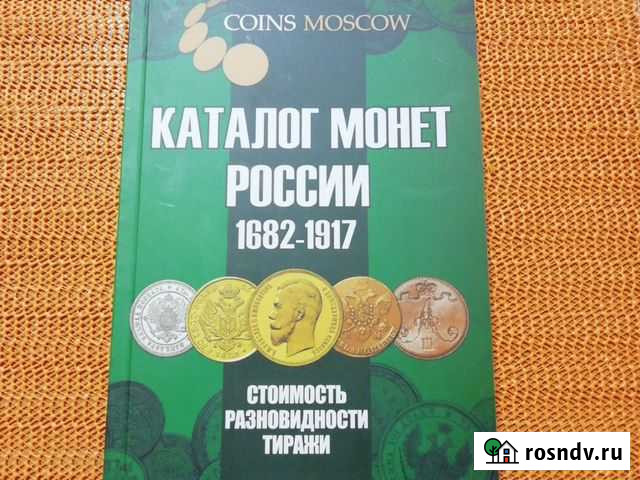 COINS MOSCOW
КАТАЛОГ МОНЕТ
РОССИИ
1682-1917
СТОИМОСТЬ
РАЗНОВИДНОСТИ
ТИРАЖИ
rosndv.ru